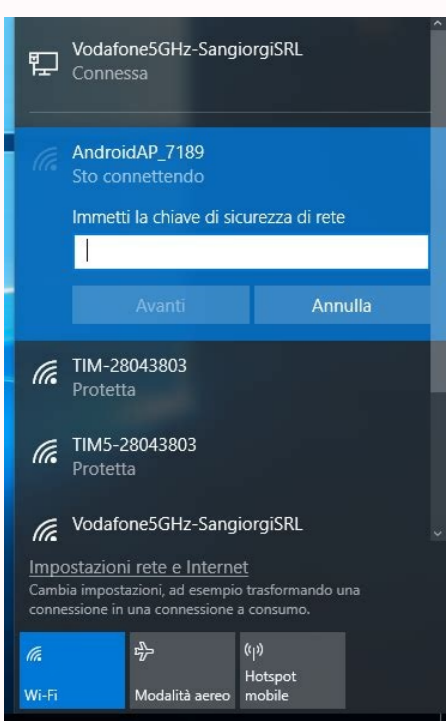 Vodafone5GHz-SangiorgiSRL
Connessa
AndroidAP_7189
Sto connettendo
Immetti la chiave di sicurezza di rete
Avanti
Annulla
TIM-28043803
Protetta
TIM5-28043803
Protetta
Vodafone5GHz-SangiorgiSRL
Impostazioni rete e Internet
Cambia impostazioni, ad esempio trasformando una
connessione in una connessione a consumo.
Wi-Fi
Modalità aereo
Hotspot
mobile